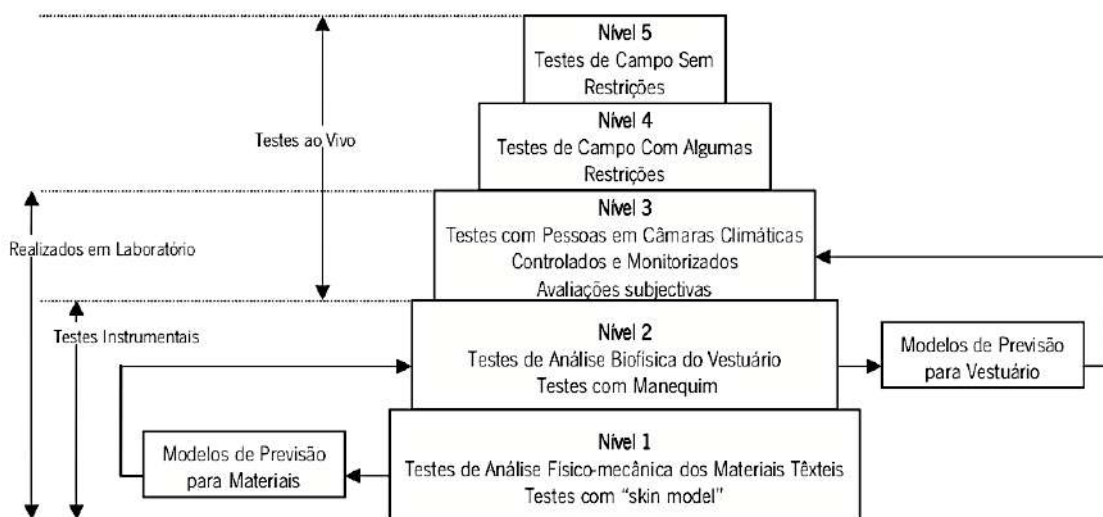 Nível 5
Testes de Campo Sem
Restrições
Nível 4
Testes de Campo Com Algumas
Restrições
Testes ao Vivo
Nível 3
Testes com Pessoas em Câmaras Climáticas
Controlados e Monitorizados
Avaliações subjectivas
Realizados em Laboratório
Testes Instrumentais
Nível 2
Testes de Análise Biofísica do Vestuário
Testes com Manequim
Modelos de Previsão
para Vestuário
Nível 1
Testes de Análise Físico-mecânica dos Materiais Têxteis
Testes com “skin model”
Modelos de Previsão
para Materiais